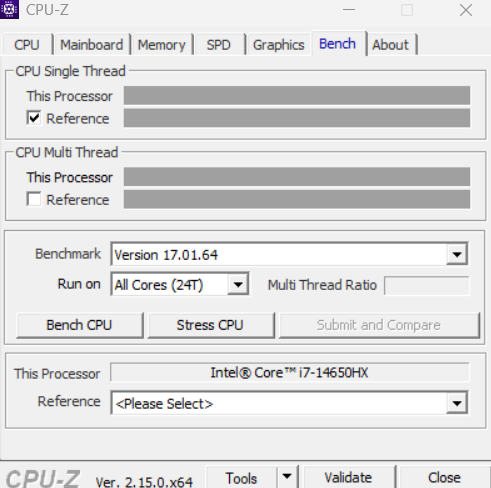 CPU-Z
CPU Mainboard Memory SPD Graphics Bench About
CPU Single Thread
This Processor
Reference
CPU Multi Thread
This Processor
Reference
Benchmark Version 17.01.64
Run on All Cores (24T) Multi Thread Ratio
Bench CPU Stress CPU Submit and Compare
This Processor Intel® Core™ i7-14650HX
Reference <Please Select>
CPU-Z Ver. 2.15.0.x64 Tools Validate Close